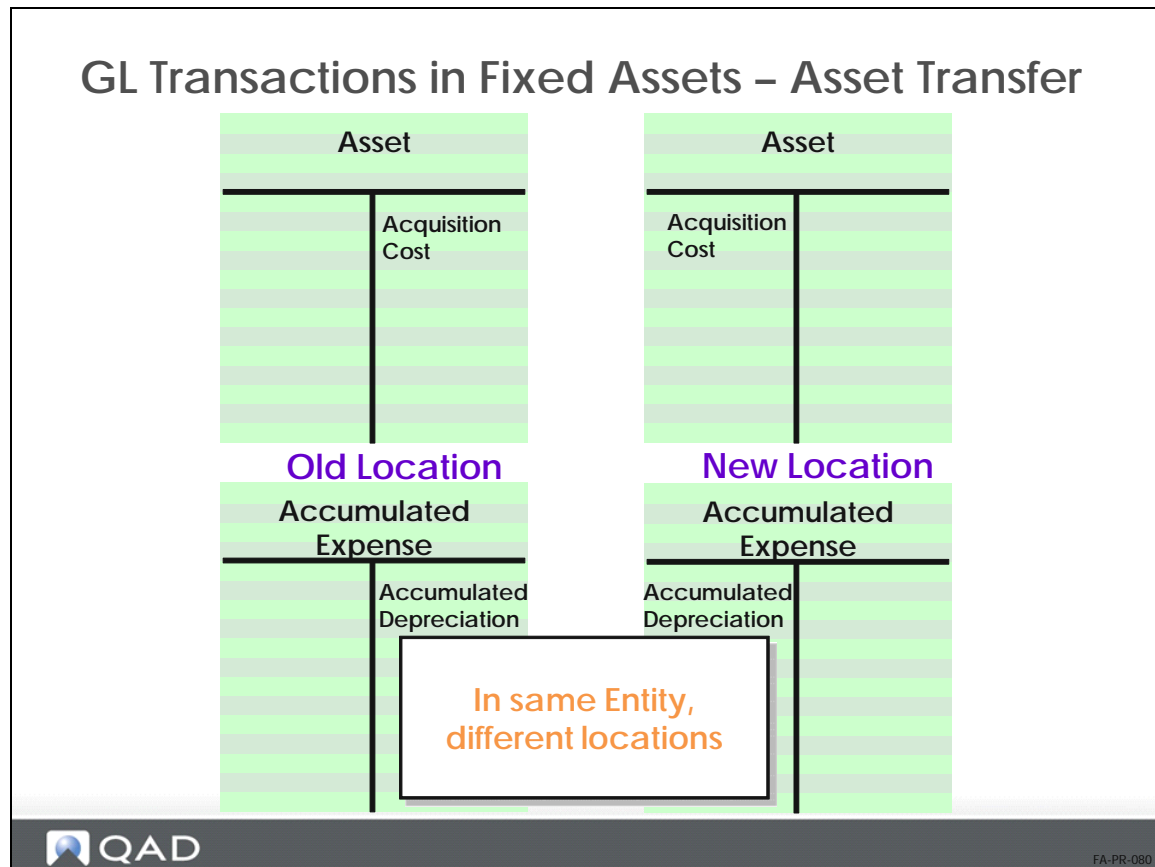 GL Transactions in Fixed Assets – Asset Transfer
Asset
Acquisition
Cost
Asset
Acquisition
Cost
Old Location
New Location
Accumulated
Expense
Accumulated
Depreciation
Accumulated
Expense
Accumulated
Depreciation
In same Entity,
different locations
QAD
FA-PR-080